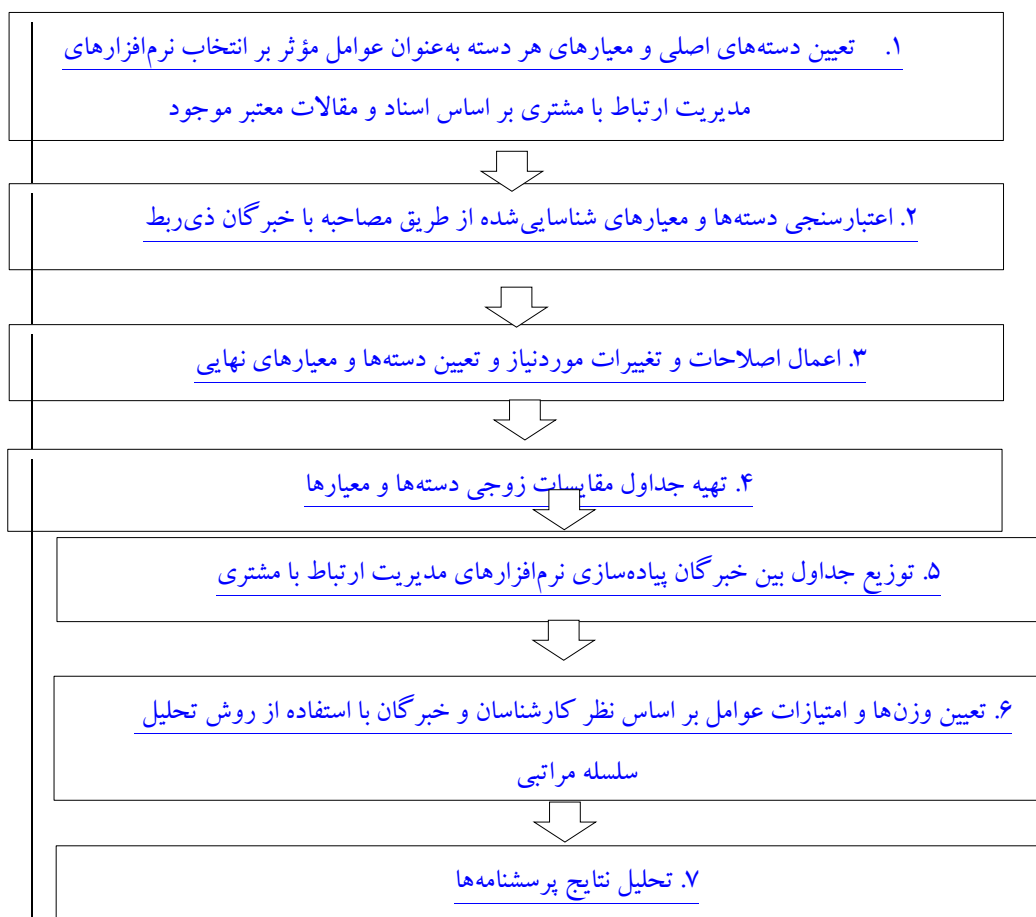 ۱. تعیین دسته‌های اصلی و معیارهای هر دسته به‌عنوان عوامل مؤثر بر انتخاب نرم‌افزارهای
مدیریت ارتباط با مشتری بر اساس اسناد و مقالات معتبر موجود
۲. اعتبارسنجی دسته‌ها و معیارهای شناسایی‌شده از طریق مصاحبه با خبرگان ذی‌ربط
۳. اعمال اصلاحات و تغییرات موردنیاز و تعیین دسته‌ها و معیارهای نهایی
۴. تهیه جداول مقایسات زوجی دسته‌ها و معیارها
۵. توزیع جداول بین خبرگان پیاده‌سازی نرم‌افزارهای مدیریت ارتباط با مشتری
۶. تعیین وزن‌ها و امتیازات عوامل بر اساس نظر کارشناسان و خبرگان با استفاده از روش تحلیل
سلسله مراتبی
۷. تحلیل نتایج پرسشنامه‌ها